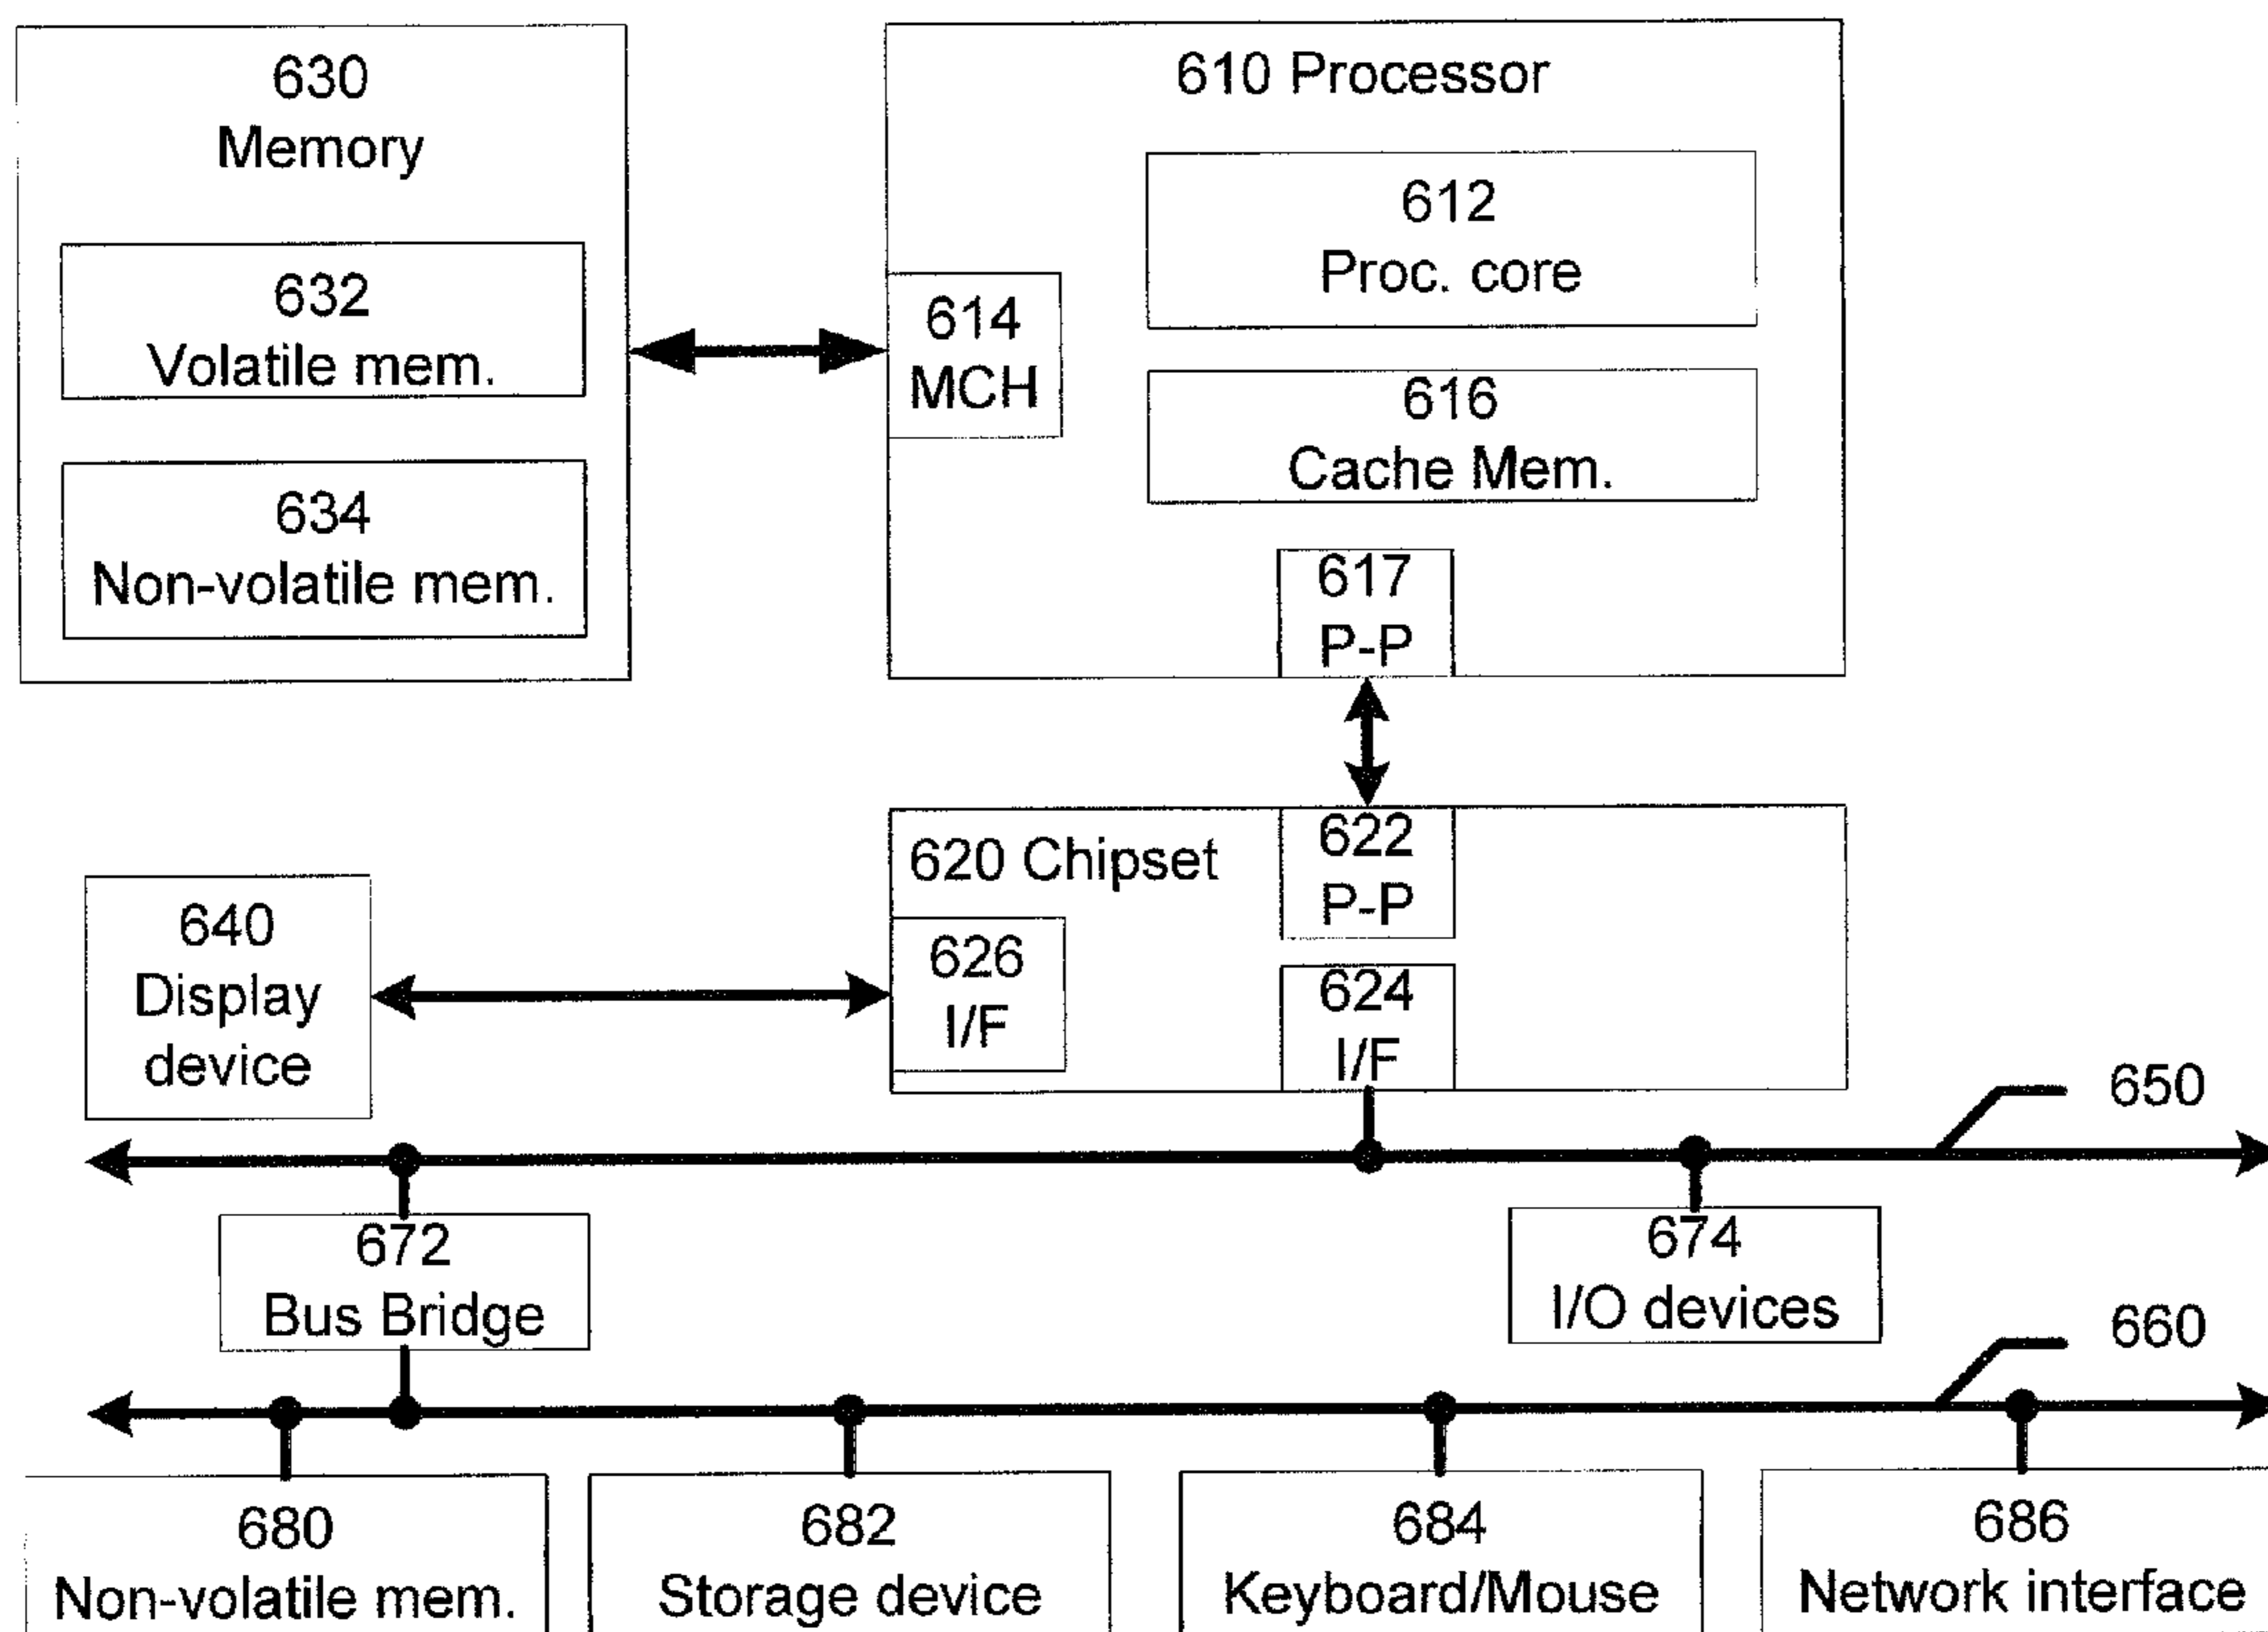 630
Memory
632
Volatile mem.
634
Non-volatile mem.
610 Processor
612
Proc. core
614
MCH
616
Cache Mem.
617
P-P
620 Chipset
622
P-P
626
I/F
624
I/F
640
Display
device
650
672
Bus Bridge
674
I/O devices
660
680
Non-volatile mem.
682
Storage device
684
Keyboard/Mouse
686
Network interface